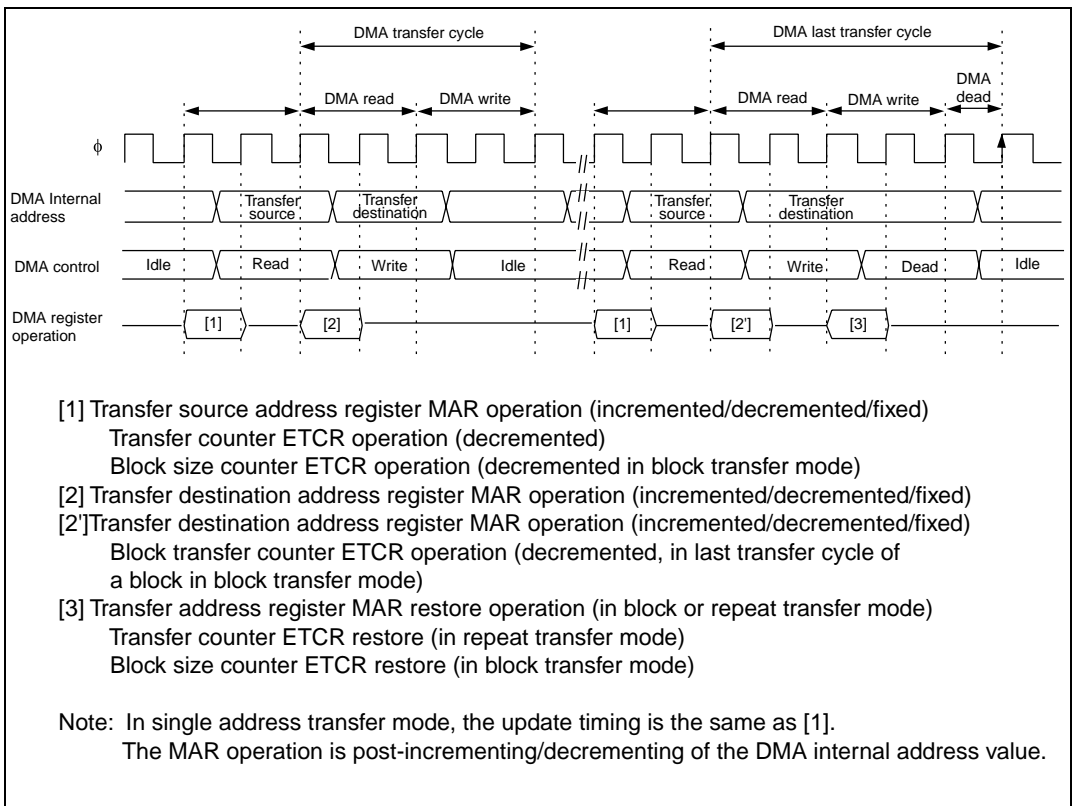 DMA transfer cycle
DMA last transfer cycle
DMA read
DMA write
DMA read
DMA write
DMA
dead
ϕ
DMA Internal
address
Transfer
source
Transfer
destination
Transfer
source
Transfer
destination
DMA control
Idle
Read
Write
Idle
Read
Write
Dead
Idle
DMA register
operation
[1]
[2]
[1]
[2']
[3]
[1] Transfer source address register MAR operation (incremented/decremented/fixed)
Transfer counter ETCR operation (decremented)
Block size counter ETCR operation (decremented in block transfer mode)
[2] Transfer destination address register MAR operation (incremented/decremented/fixed)
[2']Transfer destination address register MAR operation (incremented/decremented/fixed)
Block transfer counter ETCR operation (decremented, in last transfer cycle of
a block in block transfer mode)
[3] Transfer address register MAR restore operation (in block or repeat transfer mode)
Transfer counter ETCR restore (in repeat transfer mode)
Block size counter ETCR restore (in block transfer mode)
Note: In single address transfer mode, the update timing is the same as [1].
The MAR operation is post-incrementing/decrementing of the DMA internal address value.